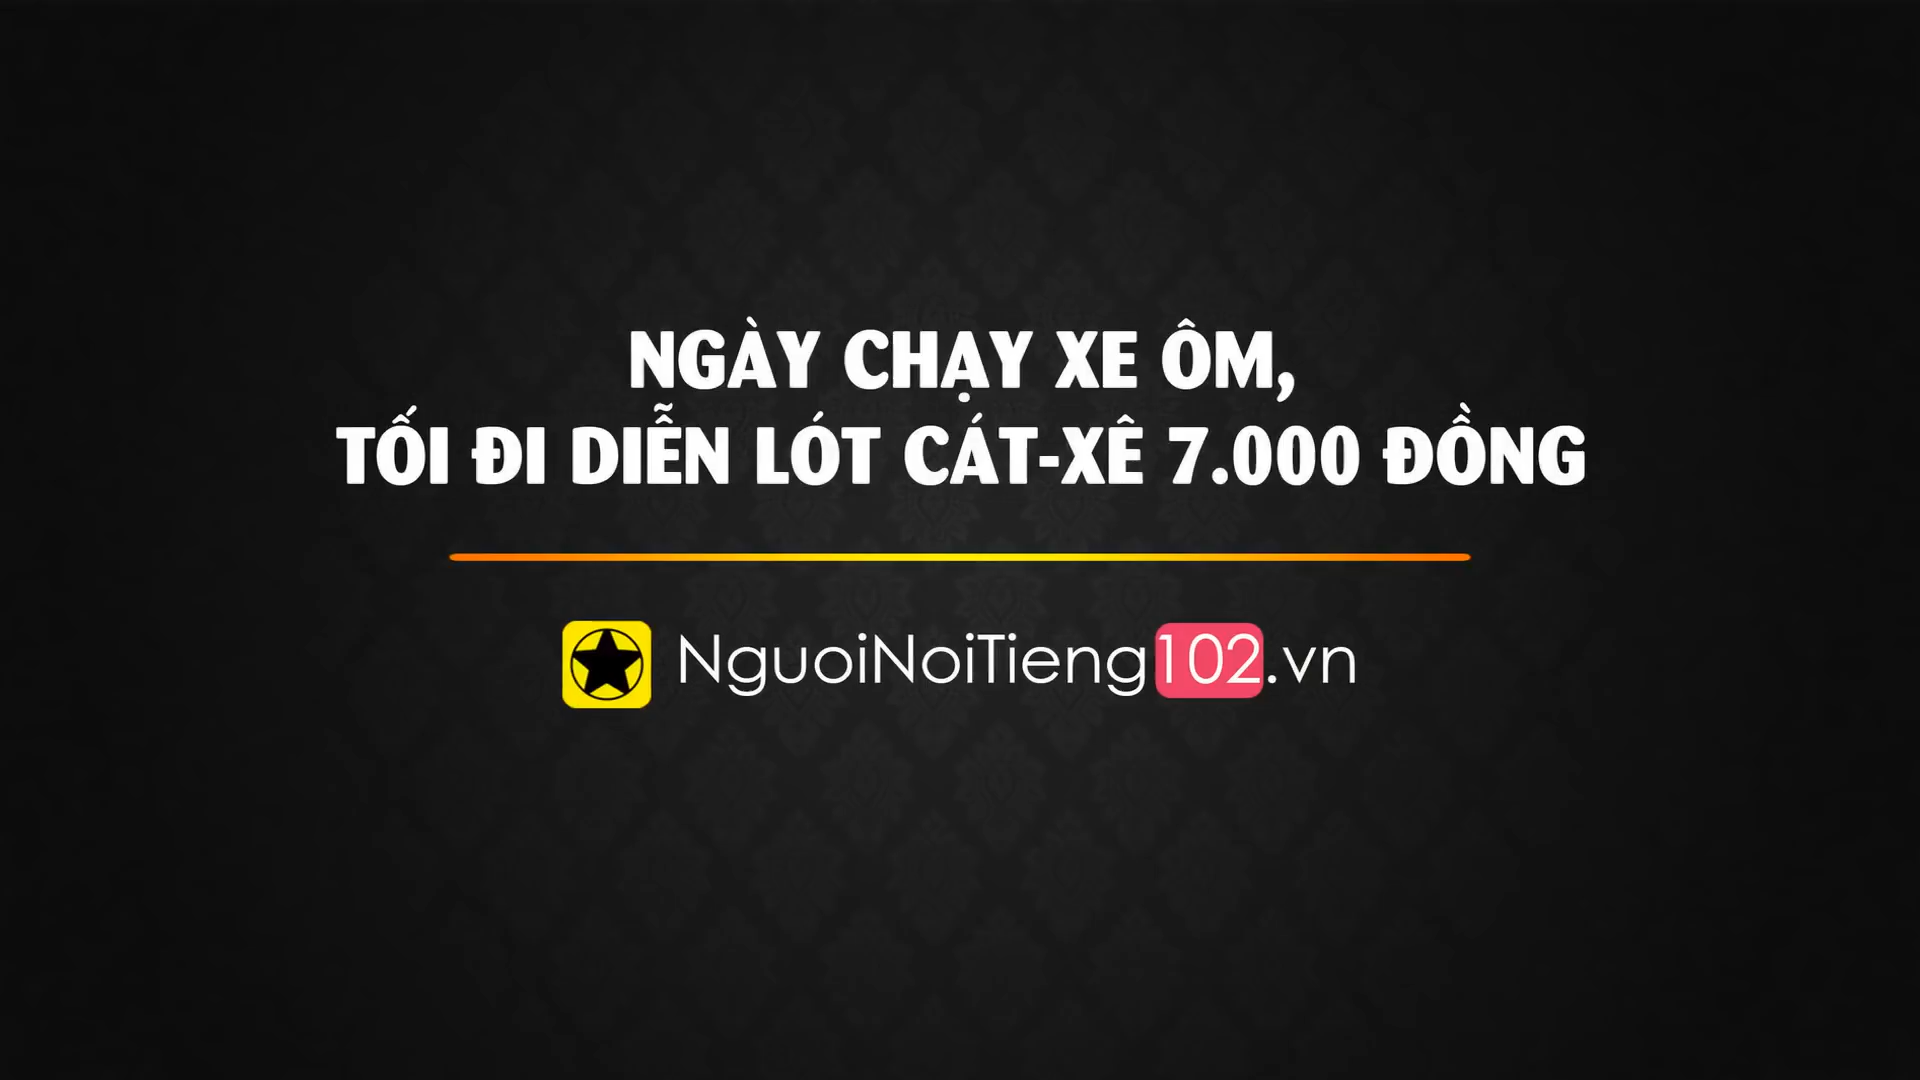 NGÀY CHẠY XE ÔM,
TỐI ĐI DIỄN LÓT CÁT-XÊ 7.000 ĐỒNG
NguoiNoiTieng102.vn